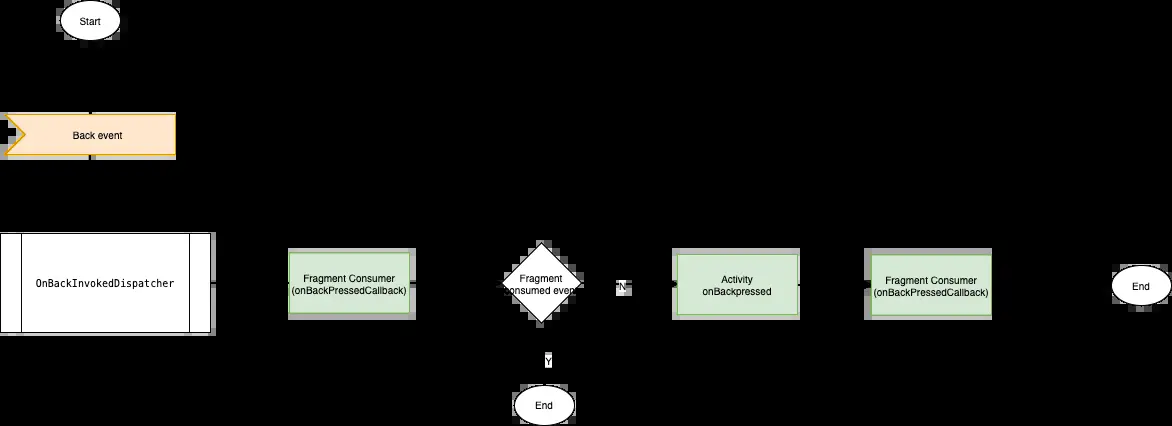 Start
Back event
OnBackInvokedDispatcher
Fragment Consumer
(onBackPressedCallback)
Fragment
consumed event
N
Activity
onBackpressed
Fragment Consumer
(onBackPressedCallback)
End
Y
End